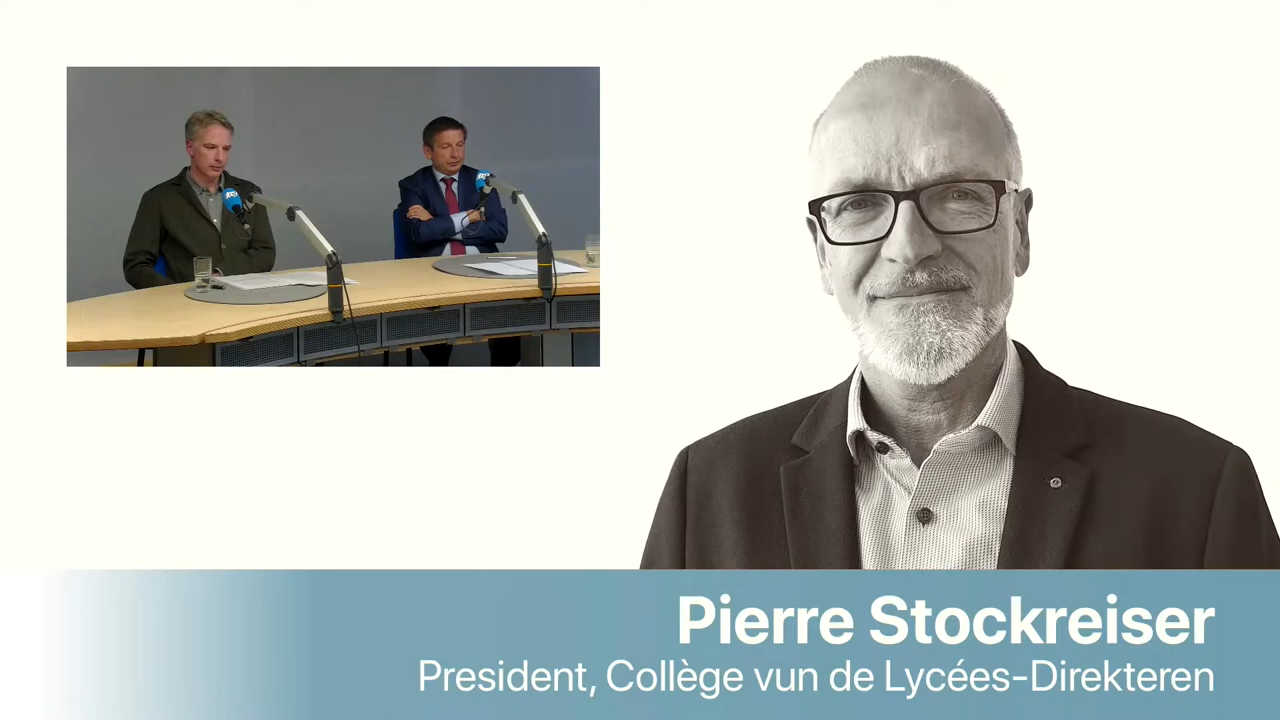 Pierre Stockreiser
President, Collège vun de Lycées-Direkteren